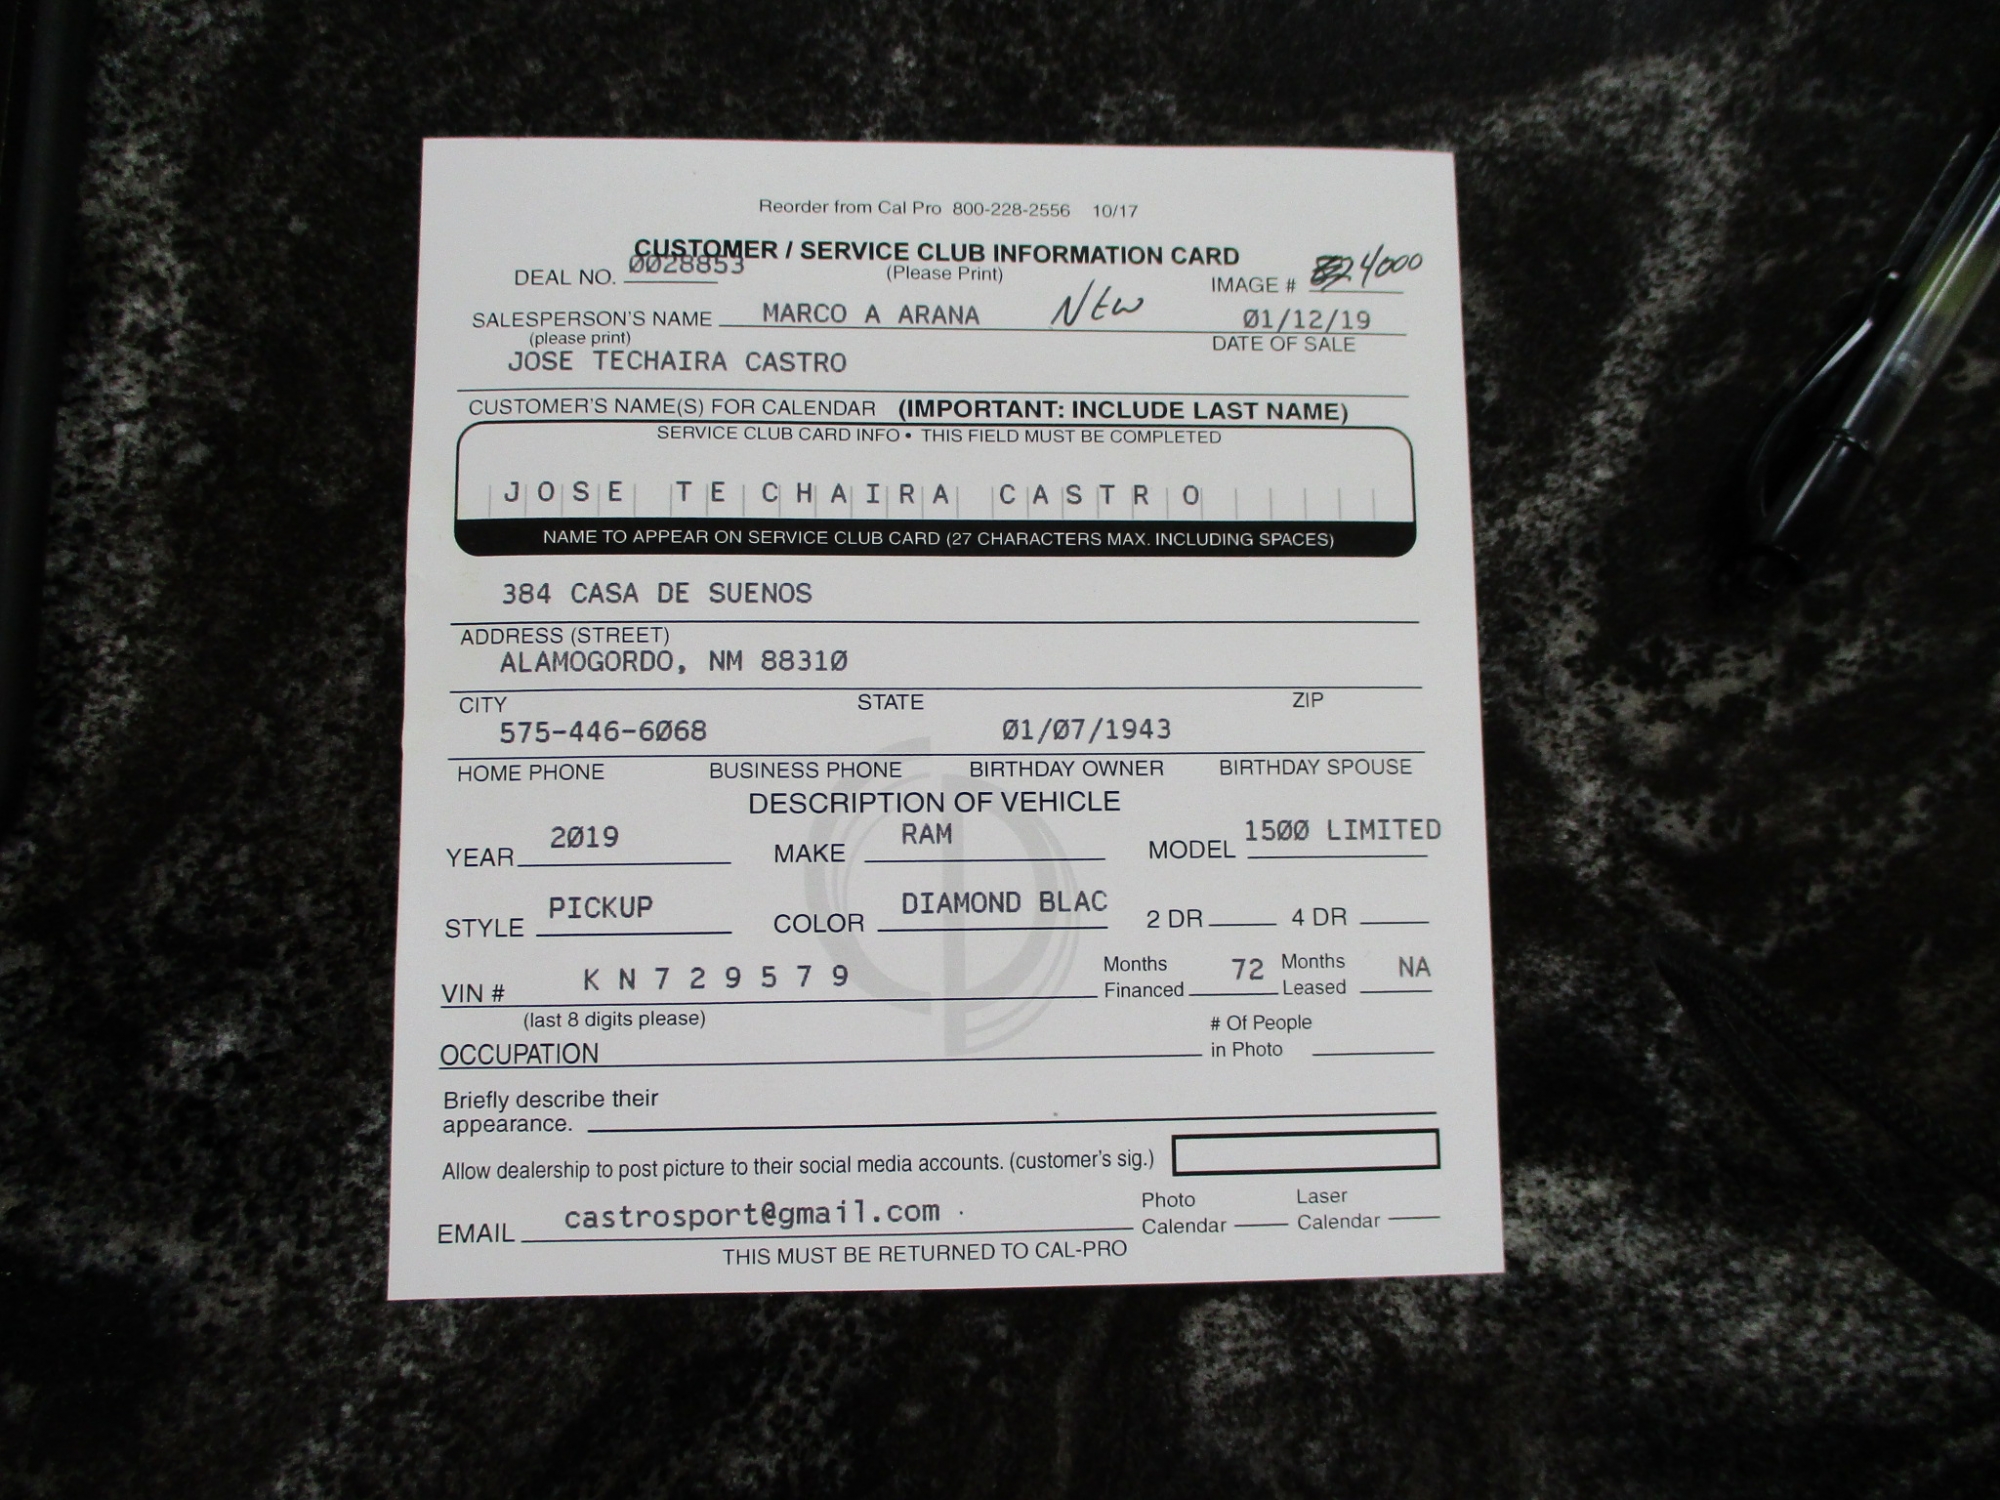 Reorder from Cal Pro 800-228-2556 10/17
CUSTOMER / SERVICE CLUB INFORMATION CARD
DEAL NO. 0028853 (Please Print) IMAGE # 4000
SALESPERSON'S NAME MARCO A ARANA New 01/12/19
(please print) DATE OF SALE
JOSE TECHAIRA CASTRO
CUSTOMER'S NAME(S) FOR CALENDAR (IMPORTANT: INCLUDE LAST NAME)
SERVICE CLUB CARD INFO • THIS FIELD MUST BE COMPLETED
JOSE TECHAIRA CASTRO
NAME TO APPEAR ON SERVICE CLUB CARD (27 CHARACTERS MAX. INCLUDING SPACES)
384 CASA DE SUENOS
ADDRESS (STREET)
ALAMOGORDO, NM 88310
CITY STATE ZIP
575-446-6068 01/07/1943
HOME PHONE BUSINESS PHONE BIRTHDAY OWNER BIRTHDAY SPOUSE
DESCRIPTION OF VEHICLE
YEAR 2019 MAKE RAM MODEL 1500 LIMITED
STYLE PICKUP COLOR DIAMOND BLAC 2 DR 4 DR
VIN # KN729579 Months Financed 72 Months Leased NA
(last 8 digits please)
OCCUPATION # Of People in Photo
Briefly describe their
appearance.
Allow dealership to post picture to their social media accounts. (customer's sig.)
EMAIL castrosport@gmail.com Photo Calendar Laser Calendar
THIS MUST BE RETURNED TO CAL-PRO